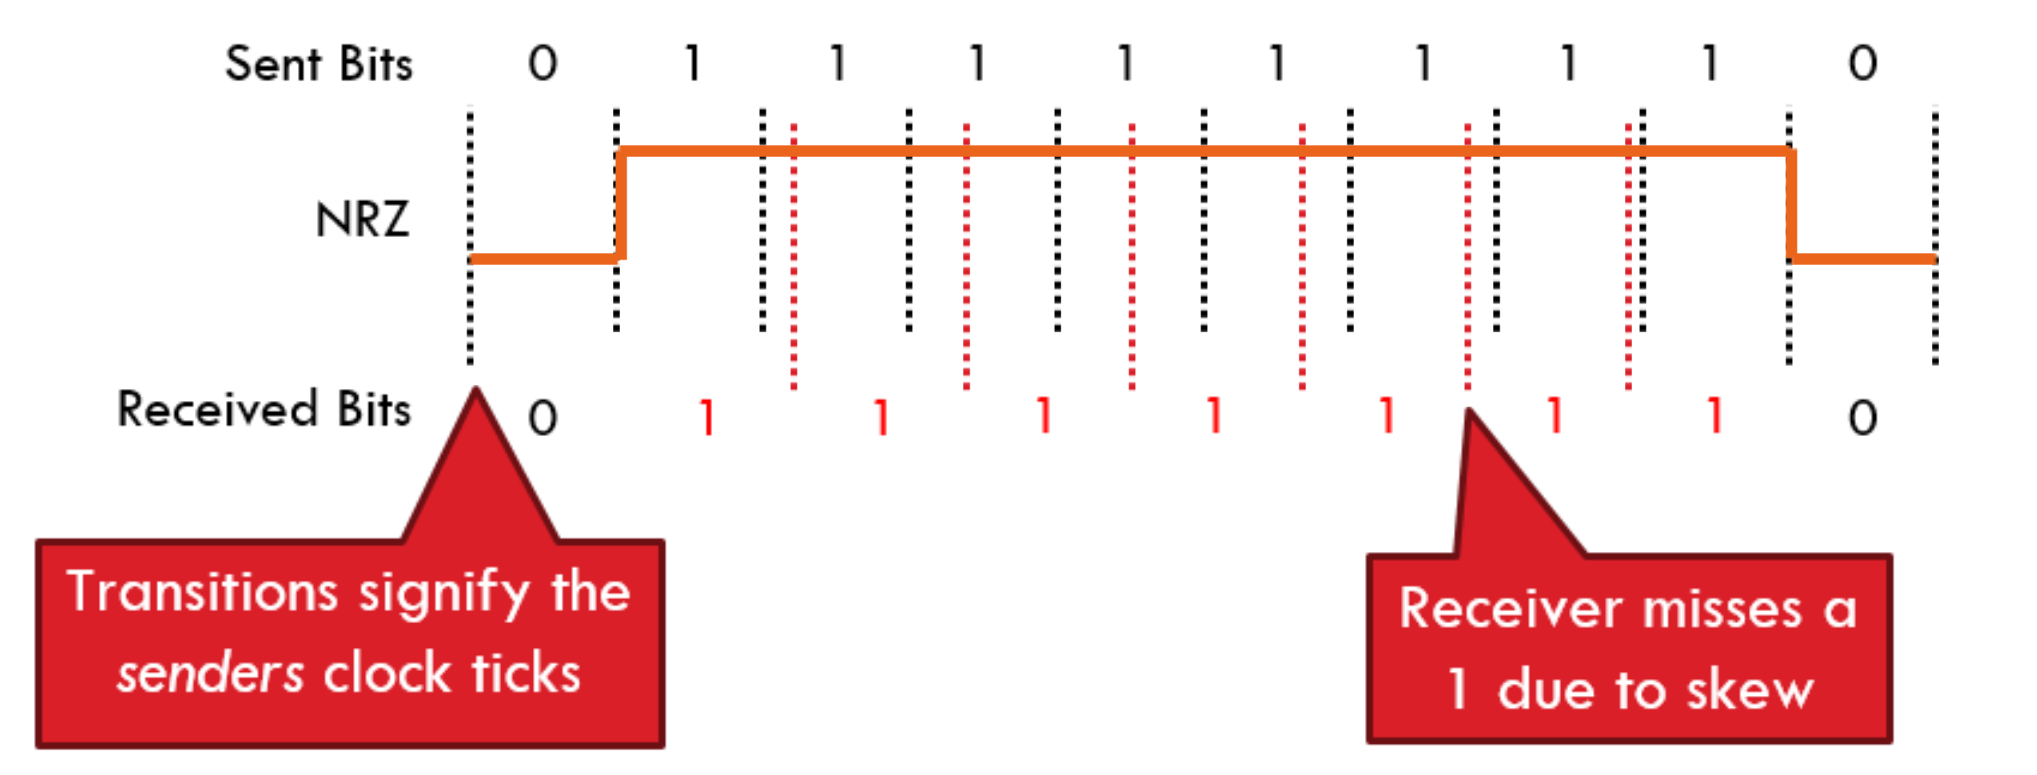 Sent Bits 0 1 1 1 1 1 1 1 1 0
NRZ
Received Bits 0 1 1 1 1 1 1 1 0
Transitions signify the
senders clock ticks
Receiver misses a
1 due to skew